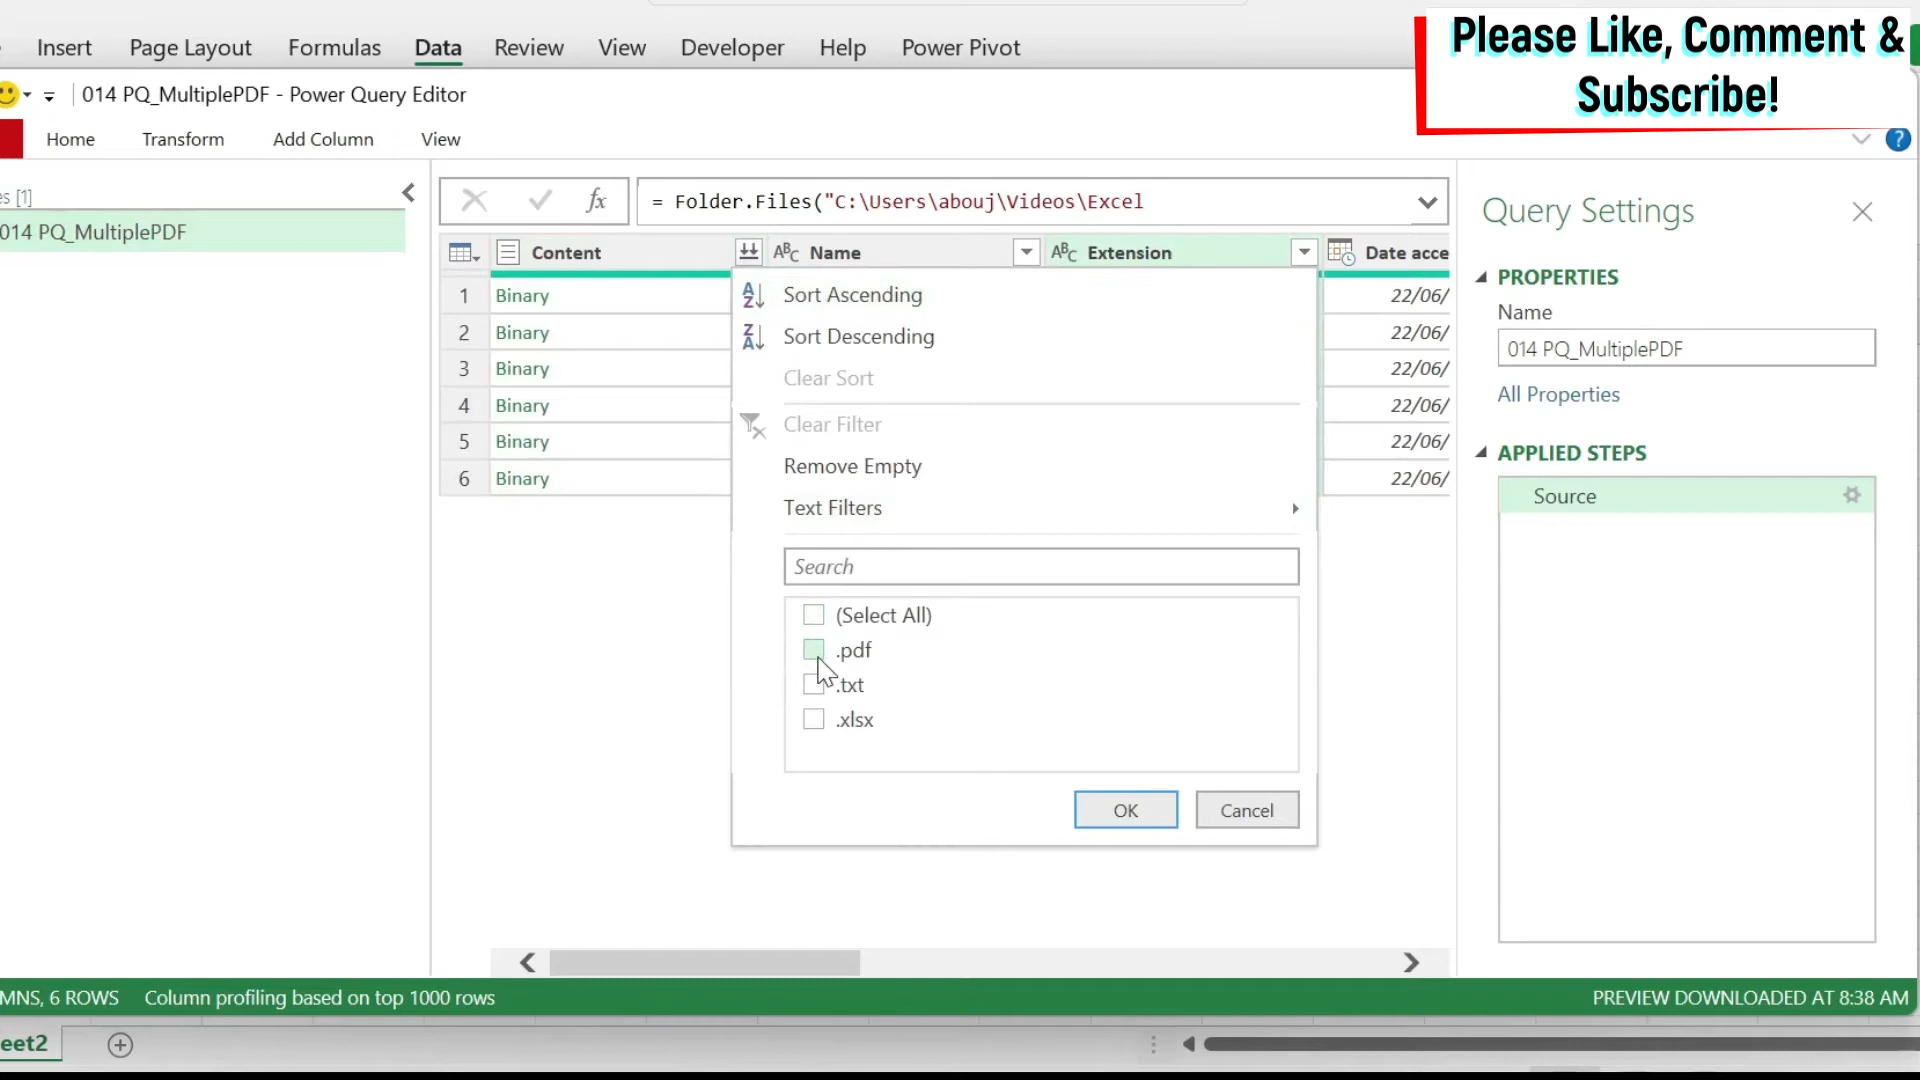 Insert Page Layout Formulas Data Review View Developer Help Power Pivot
Please Like, Comment &
Subscribe!
014 PQ_MultiplePDF - Power Query Editor
Home Transform Add Column View
?
es [1]
014 PQ_MultiplePDF
fx = Folder.Files("C:\Users\abouj\Videos\Excel
Content ABC Name ABC Extension Date acce
1 Binary 22/06/
2 Binary 22/06/
3 Binary 22/06/
4 Binary 22/06/
5 Binary 22/06/
6 Binary 22/06/
Sort Ascending
Sort Descending
Clear Sort
Clear Filter
Remove Empty
Text Filters
Search
(Select All)
.pdf
.txt
.xlsx
OK Cancel
Query Settings
PROPERTIES
Name
014 PQ_MultiplePDF
All Properties
APPLIED STEPS
Source
MNS, 6 ROWS Column profiling based on top 1000 rows PREVIEW DOWNLOADED AT 8:38 AM
eet2